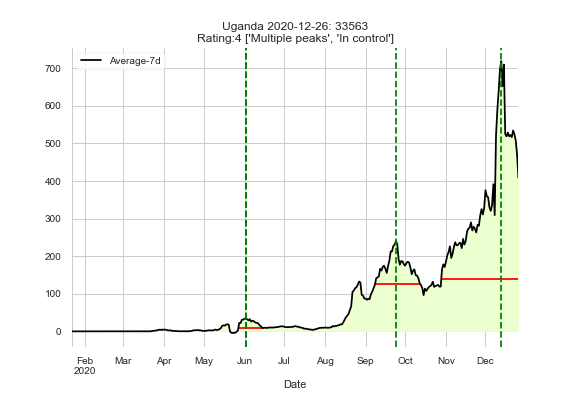 Uganda 2020-12-26: 33563
Rating:4 ['Multiple peaks', 'In control']
Average-7d
700
600
500
400
300
200
100
0
Feb Mar Apr May Jun Jul Aug Sep Oct Nov Dec
2020
Date